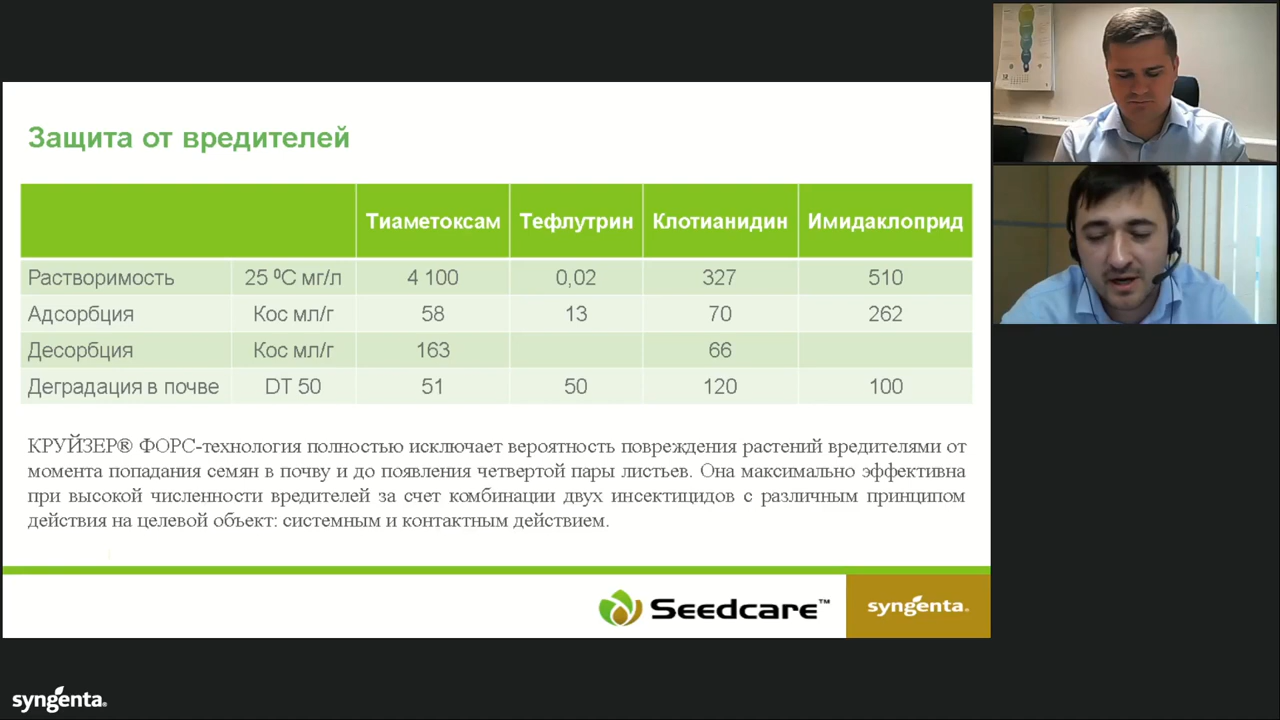 Защита от вредителей
Тиаметоксам Тефлутрин Клотианидин Имидаклоприд
Растворимость 25 ⁰С мг/л 4 100 0,02 327 510
Адсорбция Кос мл/г 58 13 70 262
Десорбция Кос мл/г 163 66
Деградация в почве DT 50 51 50 120 100
КРУЙЗЕР® ФОРС-технология полностью исключает вероятность повреждения растений вредителями от
момента попадания семян в почву и до появления четвертой пары листьев. Она максимально эффективна
при высокой численности вредителей за счет комбинации двух инсектицидов с различным принципом
действия на целевой объект: системным и контактным действием.
Seedcare™
syngenta.
syngenta.